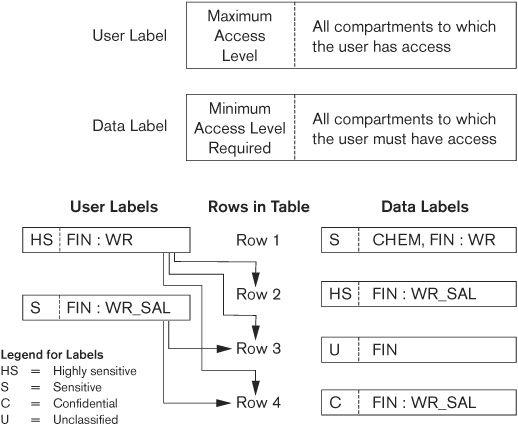 User Label
Maximum
Access
Level
All compartments to which
the user has access
Data Label
Minimum
Access Level
Required
All compartments to which
the user must have access
User Labels Rows in Table Data Labels
HS FIN : WR Row 1 S CHEM, FIN : WR
Row 2 HS FIN : WR_SAL
S FIN : WR_SAL
Row 3 U FIN
Row 4 C FIN : WR_SAL
Legend for Labels
HS = Highly sensitive
S = Sensitive
C = Confidential
U = Unclassified